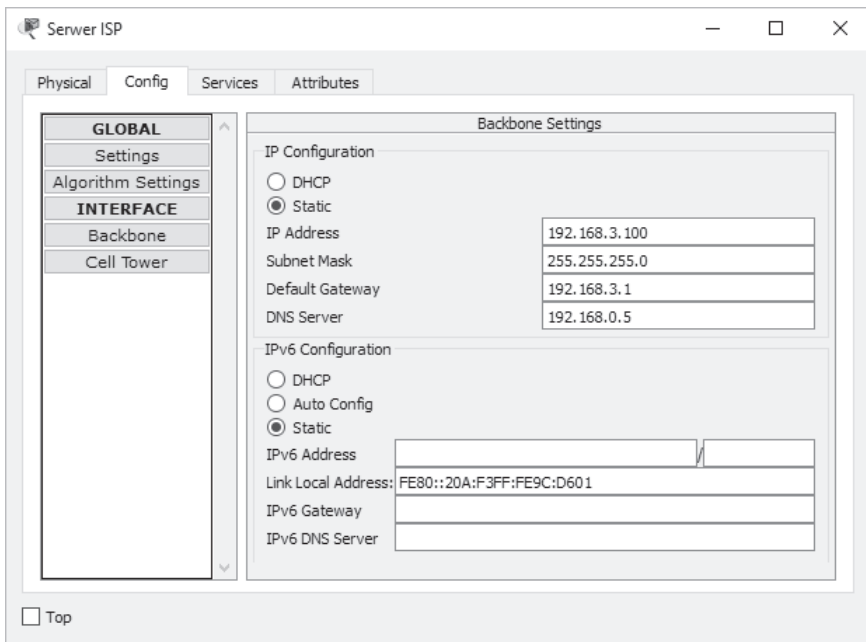 Serwer ISP
Physical Config Services Attributes
GLOBAL
Settings
Algorithm Settings
INTERFACE
Backbone
Cell Tower
Backbone Settings
IP Configuration
DHCP
Static
IP Address 192.168.3.100
Subnet Mask 255.255.255.0
Default Gateway 192.168.3.1
DNS Server 192.168.0.5
IPv6 Configuration
DHCP
Auto Config
Static
IPv6 Address /
Link Local Address: FE80::20A:F3FF:FE9C:D601
IPv6 Gateway
IPv6 DNS Server
Top